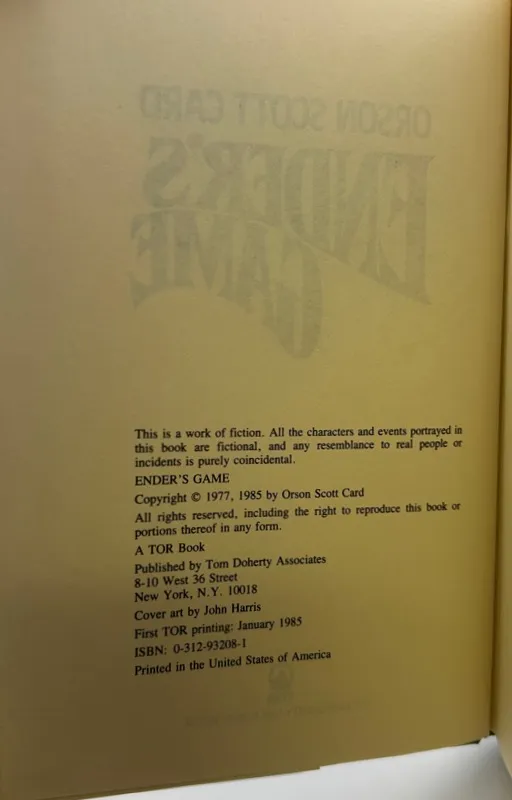 ORSON SCOTT CARD
ENDER'S
GAME
This is a work of fiction. All the characters and events portrayed in
this book are fictional, and any resemblance to real people or
incidents is purely coincidental.
ENDER'S GAME
Copyright © 1977, 1985 by Orson Scott Card
All rights reserved, including the right to reproduce this book or
portions thereof in any form.
A TOR Book
Published by Tom Doherty Associates
8-10 West 36 Street
New York, N.Y. 10018
Cover art by John Harris
First TOR printing: January 1985
ISBN: 0-312-93208-1
Printed in the United States of America